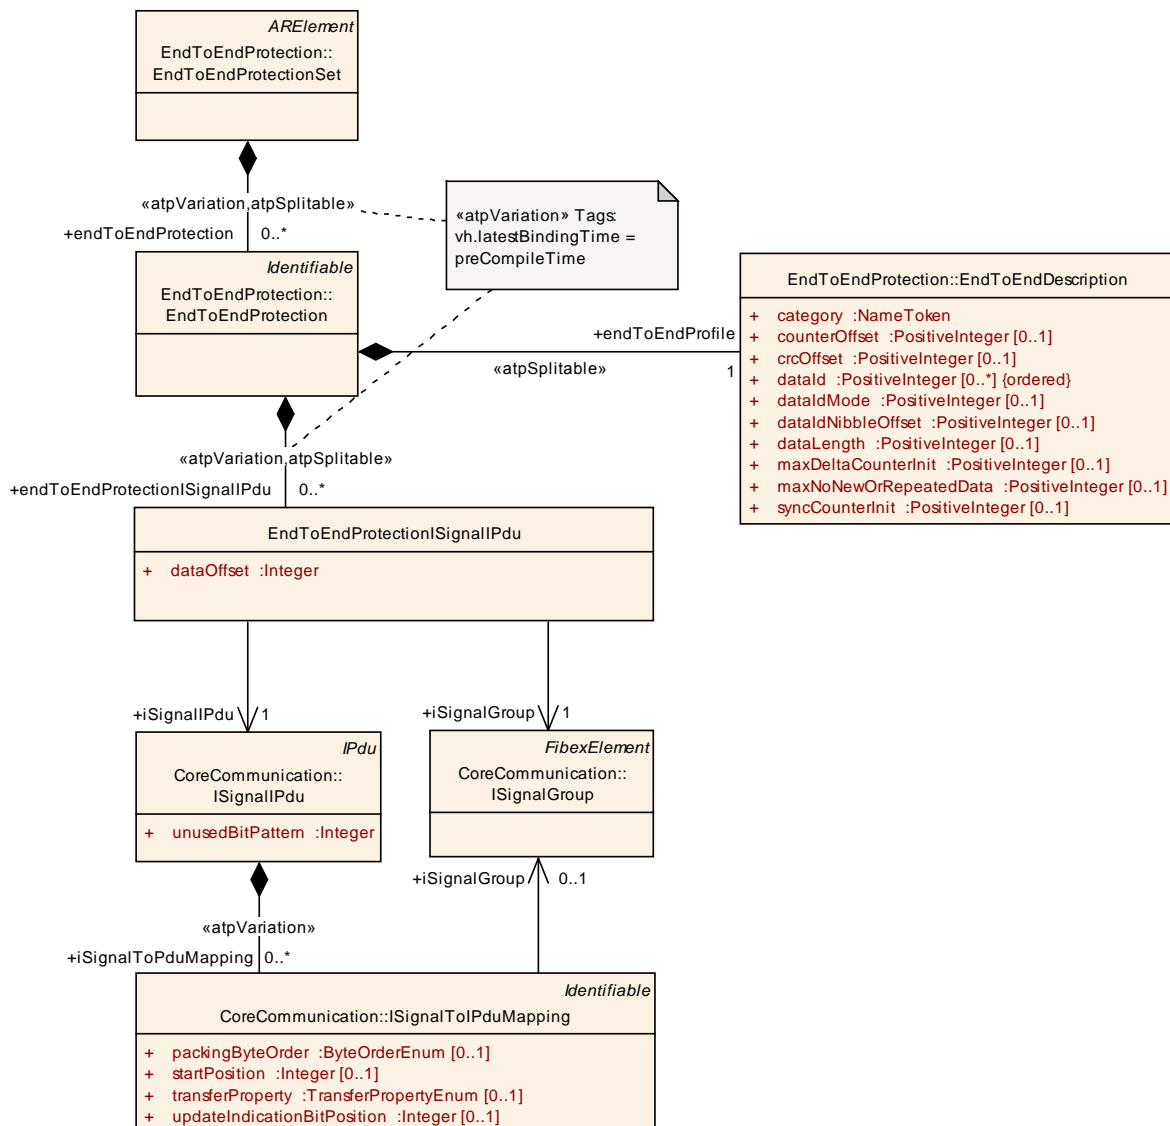 ARElement
EndToEndProtection::
EndToEndProtectionSet
«atpVariation,atpSplitable»
+endToEndProtection 0..*
«atpVariation» Tags:
vh.latestBindingTime =
preCompileTime
Identifiable
EndToEndProtection::
EndToEndProtection
+endToEndProfile
«atpSplitable» 1
EndToEndProtection::EndToEndDescription
+ category :NameToken
+ counterOffset :PositiveInteger [0..1]
+ crcOffset :PositiveInteger [0..1]
+ dataId :PositiveInteger [0..*] {ordered}
+ dataIdMode :PositiveInteger [0..1]
+ dataIdNibbleOffset :PositiveInteger [0..1]
+ dataLength :PositiveInteger [0..1]
+ maxDeltaCounterInit :PositiveInteger [0..1]
+ maxNoNewOrRepeatedData :PositiveInteger [0..1]
+ syncCounterInit :PositiveInteger [0..1]
«atpVariation,atpSplitable»
+endToEndProtectionISignalIPdu 0..*
EndToEndProtectionISignalIPdu
+ dataOffset :Integer
+iSignalIPdu 1
+iSignalGroup 1
IPdu
CoreCommunication::
ISignalIPdu
+ unusedBitPattern :Integer
FibexElement
CoreCommunication::
ISignalGroup
+iSignalGroup 0..1
«atpVariation»
+iSignalToPduMapping 0..*
Identifiable
CoreCommunication::ISignalToIPduMapping
+ packingByteOrder :ByteOrderEnum [0..1]
+ startPosition :Integer [0..1]
+ transferProperty :TransferPropertyEnum [0..1]
+ updateIndicationBitPosition :Integer [0..1]